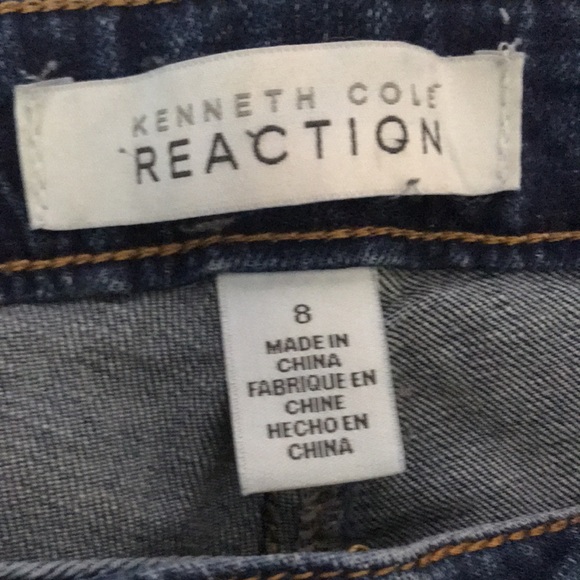 KENNETH COLE
REACTION
8
MADE IN
CHINA
FABRIQUE EN
CHINE
HECHO EN
CHINA